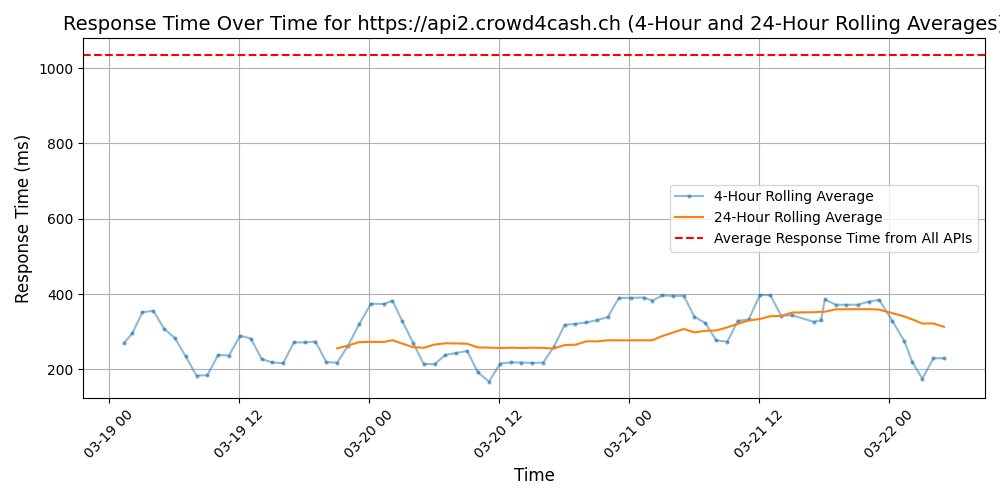 Response Time Over Time for https://api2.crowd4cash.ch (4-Hour and 24-Hour Rolling Averages)
Response Time (ms)
1000
800
600
400
200
4-Hour Rolling Average
24-Hour Rolling Average
Average Response Time from All APIs
03-19 00
03-19 12
03-20 00
03-20 12
03-21 00
03-21 12
03-22 00
Time